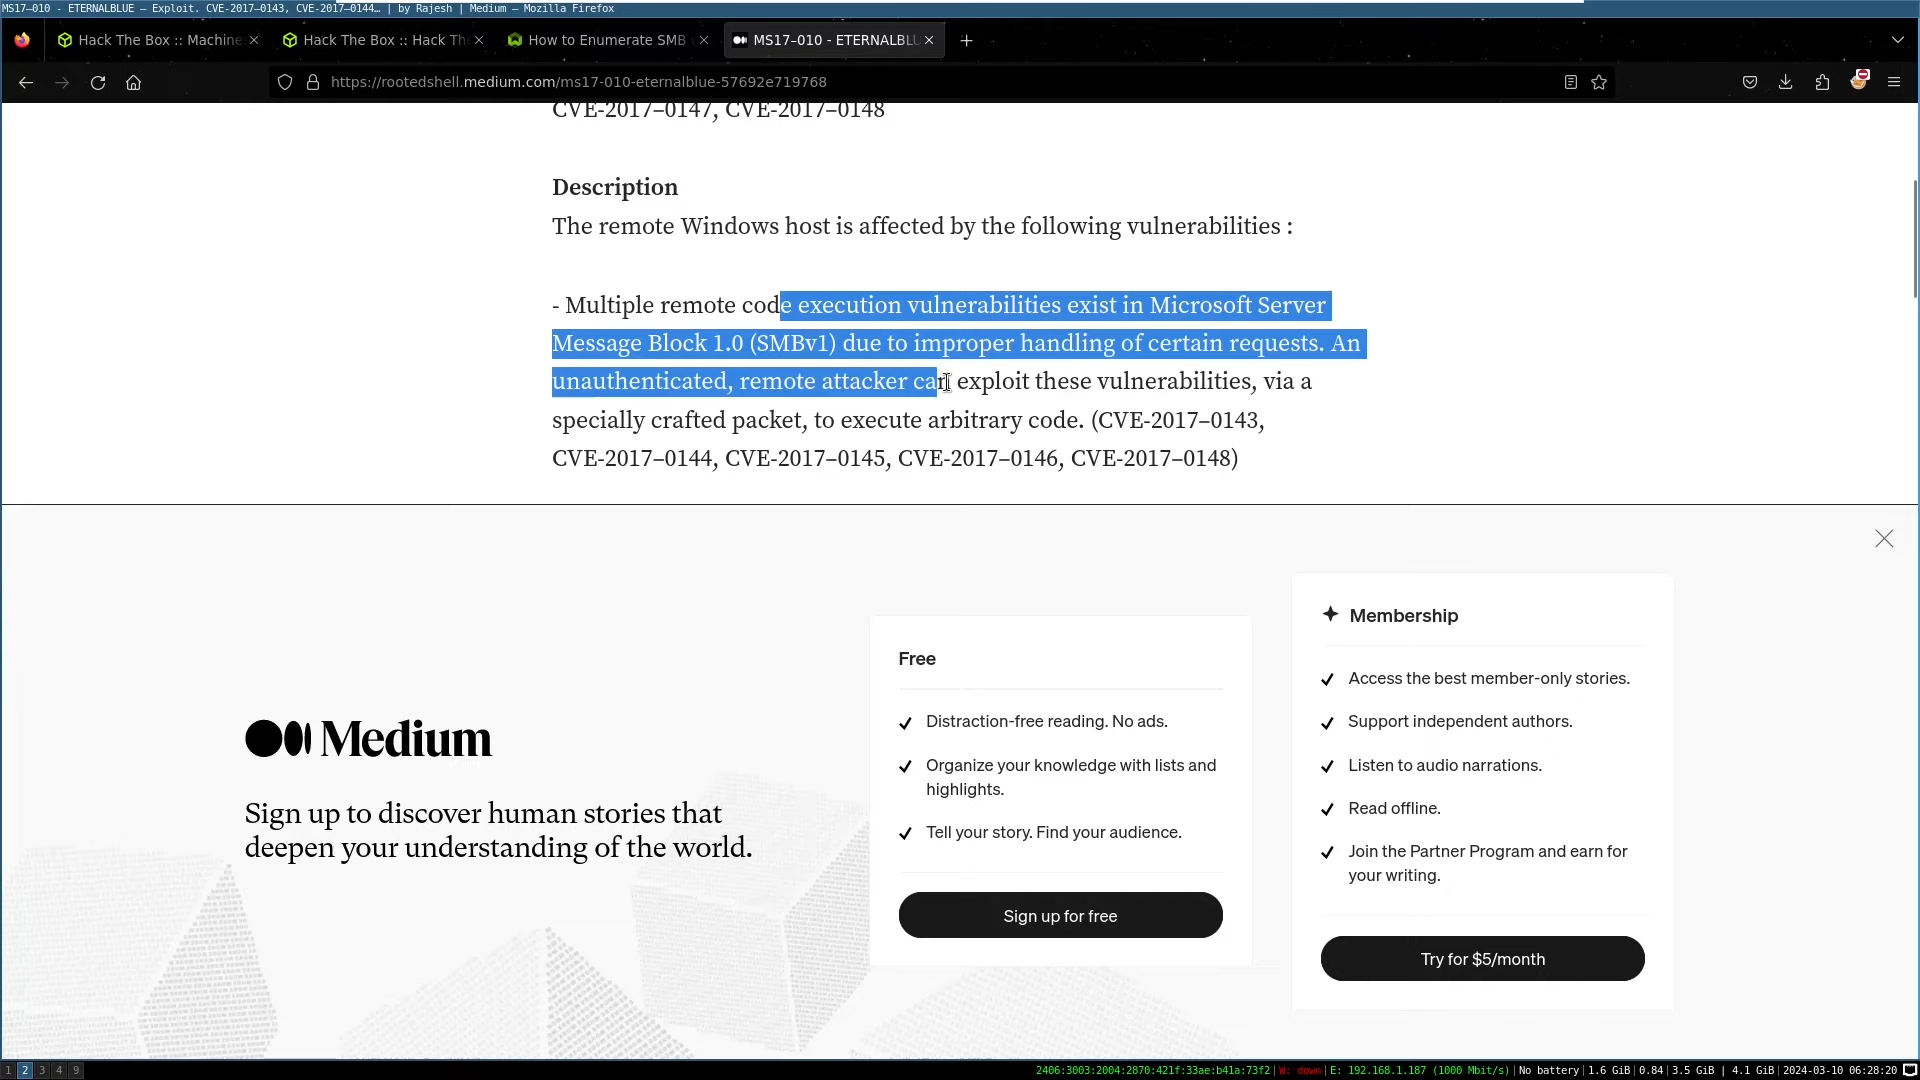 MS17–010 - ETERNALBLUE — Exploit. CVE-2017–0143, CVE-2017–0144… | by Rajesh | Medium — Mozilla Firefox
Hack The Box :: Machine
Hack The Box :: Hack Th
How to Enumerate SMB
MS17–010 - ETERNALBLU
https://rootedshell.medium.com/ms17-010-eternalblue-57692e719768
CVE-2017–0147, CVE-2017–0148
Description
The remote Windows host is affected by the following vulnerabilities :
- Multiple remote code execution vulnerabilities exist in Microsoft Server
Message Block 1.0 (SMBv1) due to improper handling of certain requests. An
unauthenticated, remote attacker can exploit these vulnerabilities, via a
specially crafted packet, to execute arbitrary code. (CVE-2017–0143,
CVE-2017–0144, CVE-2017–0145, CVE-2017–0146, CVE-2017–0148)
Medium
Sign up to discover human stories that
deepen your understanding of the world.
Free
Distraction-free reading. No ads.
Organize your knowledge with lists and
highlights.
Tell your story. Find your audience.
Sign up for free
Membership
Access the best member-only stories.
Support independent authors.
Listen to audio narrations.
Read offline.
Join the Partner Program and earn for
your writing.
Try for $5/month
1 2 3 4 9
2406:3003:2004:2870:421f:33ae:b41a:73f2 | W: down | E: 192.168.1.187 (1000 Mbit/s) | No battery | 1.6 GiB | 0.84 | 3.5 GiB | 4.1 GiB | 2024-03-10 06:28:20